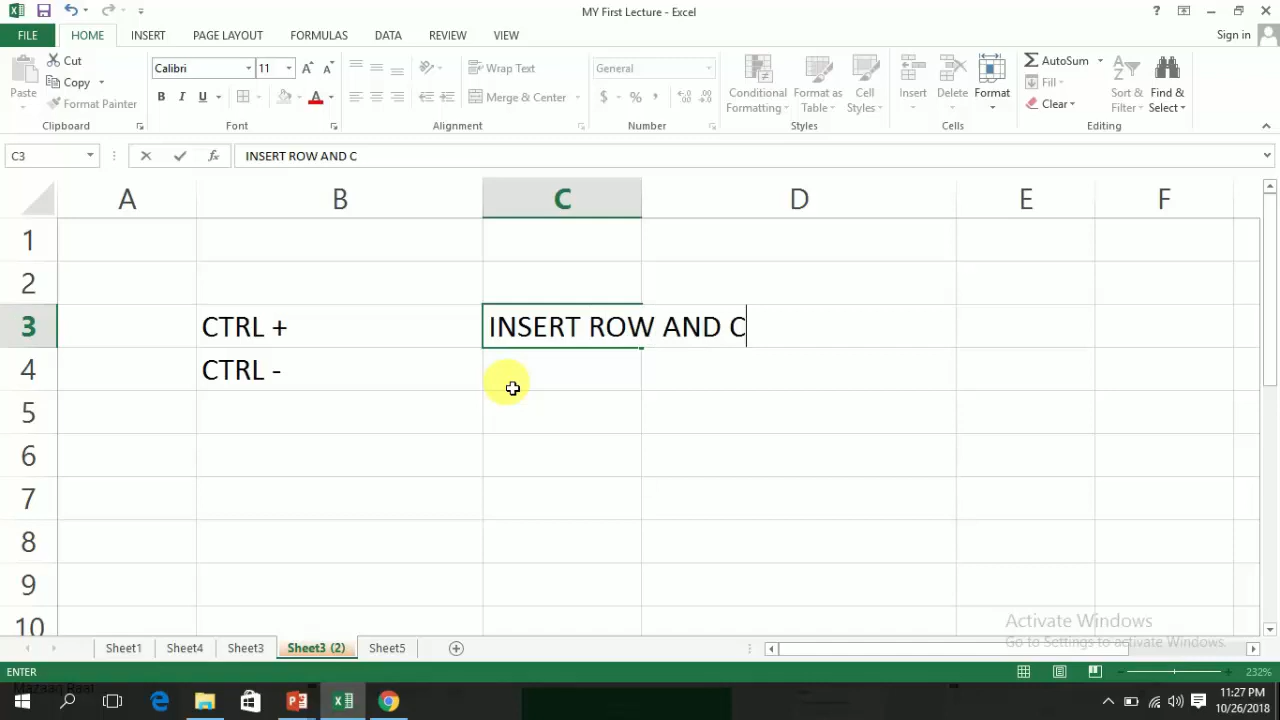 MY First Lecture - Excel
?
FILE HOME INSERT PAGE LAYOUT FORMULAS DATA REVIEW VIEW Sign in
Paste Cut Copy Format Painter
Clipboard
Calibri 11
B I U A
Font
Wrap Text
Merge & Center
Alignment
General
$ % ,
Number
Conditional Formatting Format as Table Cell Styles
Styles
Insert Delete Format
Cells
AutoSum Fill Clear
Sort & Filter Find & Select
Editing
C3 fx INSERT ROW AND C
A B C D E F
1
2
3 CTRL + INSERT ROW AND C
4 CTRL -
5
6
7
8
9
10
Activate Windows
Go to Settings to activate Windows.
Sheet1 Sheet4 Sheet3 Sheet3 (2) Sheet5
ENTER 232%
11:27 PM
10/26/2018